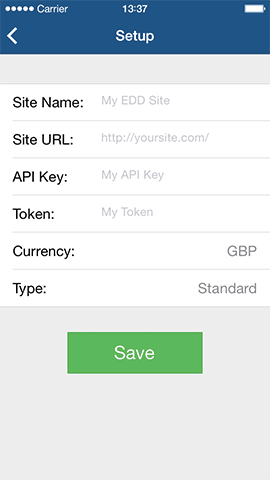 Carrier 13:37
Setup
Site Name: My EDD Site
Site URL: http://yoursite.com/
API Key: My API Key
Token: My Token
Currency: GBP
Type: Standard
Save